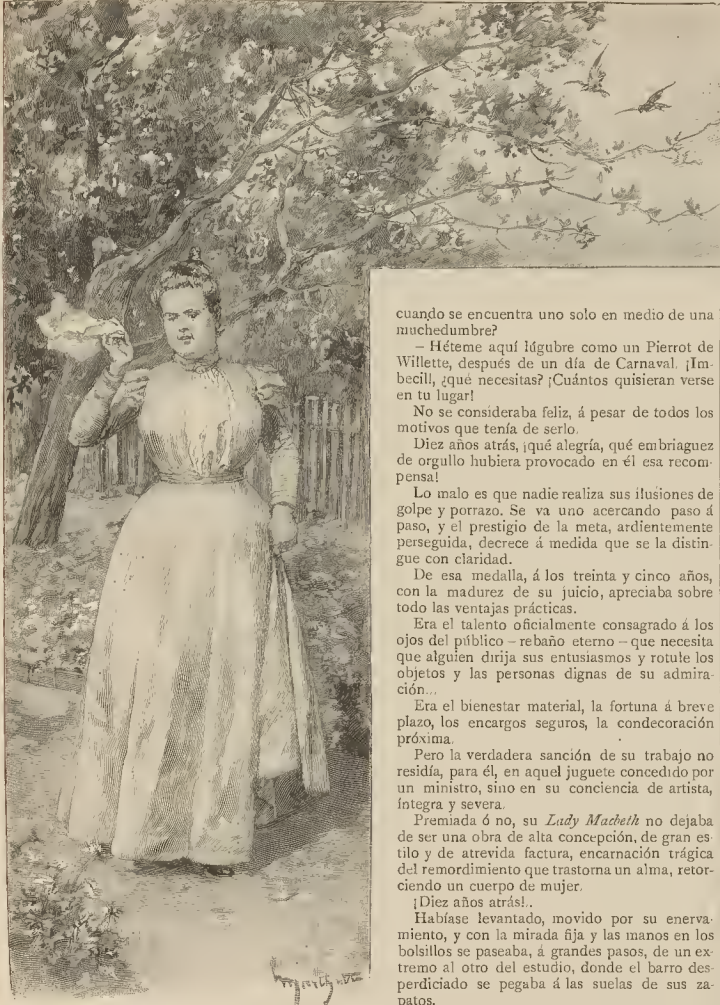 cuando se encuentra uno solo en medio de una
muchedumbre?
– Héteme aquí lúgubre como un Pierrot de
Willette, después de un día de Carnaval. ¡Im-
becill, ¿qué necesitas? ¡Cuántos quisieran verse
en tu lugar!
No se consideraba feliz, á pesar de todos los
motivos que tenía de serlo.
Diez años atrás, ¡qué alegría, qué embriaguez
de orgullo hubiera provocado en él esa recom-
pensa!
Lo malo es que nadie realiza sus ilusiones de
golpe y porrazo. Se va uno acercando paso á
paso, y el prestigio de la meta, ardientemente
perseguida, decrece á medida que se la distin-
gue con claridad.
De esa medalla, á los treinta y cinco años,
con la madurez de su juicio, apreciaba sobre
todo las ventajas prácticas.
Era el talento oficialmente consagrado á los
ojos del público – rebaño eterno – que necesita
que alguien dirija sus entusiasmos y rotule los
objetos y las personas dignas de su admira-
ción...
Era el bienestar material, la fortuna á breve
plazo, los encargos seguros, la condecoración
próxima.
Pero la verdadera sanción de su trabajo no
residía, para él, en aquel juguete concedido por
un ministro, sino en su conciencia de artista,
íntegra y severa.
Premiada ó no, su Lady Macbeth no dejaba
de ser una obra de alta concepción, de gran es-
tilo y de atrevida factura, encarnación trágica
del remordimiento que trastorna un alma, retor-
ciendo un cuerpo de mujer.
¡Diez años atrás!..
Habíase levantado, movido por su enerva-
miento, y con la mirada fija y las manos en los
bolsillos se paseaba, á grandes pasos, de un ex-
tremo al otro del estudio, donde el barro des-
perdiciado se pegaba á las suelas de sus za-
patos.